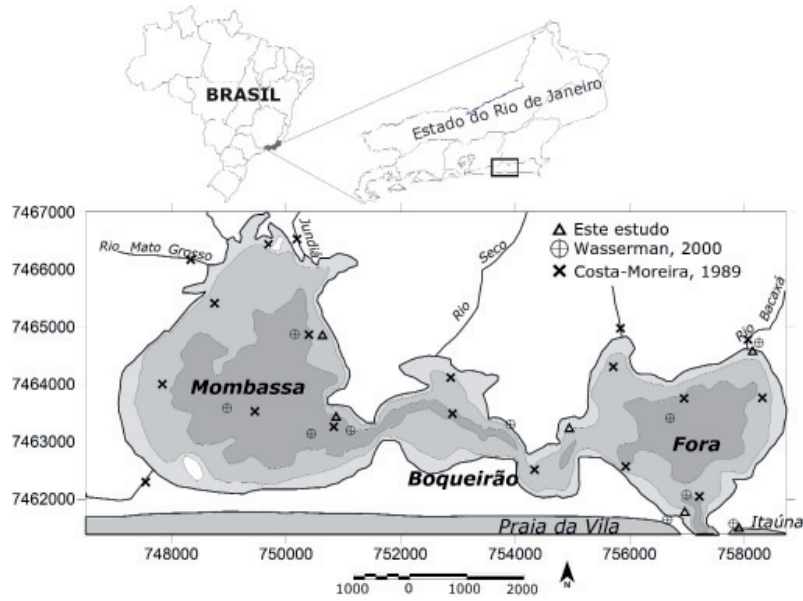 BRASIL
Estado do Rio de Janeiro
7467000
7466000
7465000
7464000
7463000
7462000
Rio Mato Grosso
Jundiá
Rio Seco
Este estudo
Wasserman, 2000
Costa-Moreira, 1989
Rio Bacaxá
Mombassa
Boqueirão
Fora
Praia da Vila
Itaúna
748000 750000 752000 754000 756000 758000
1000 0 1000 2000
N